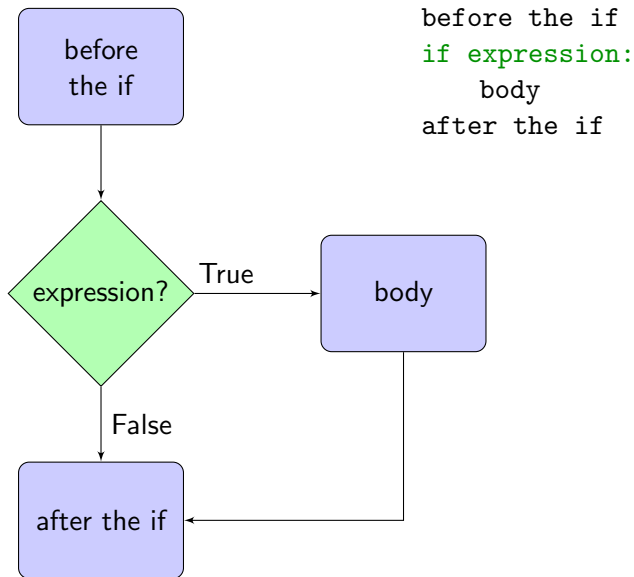 before
the if
before the if
if expression:
    body
after the if
expression?
True
body
False
after the if